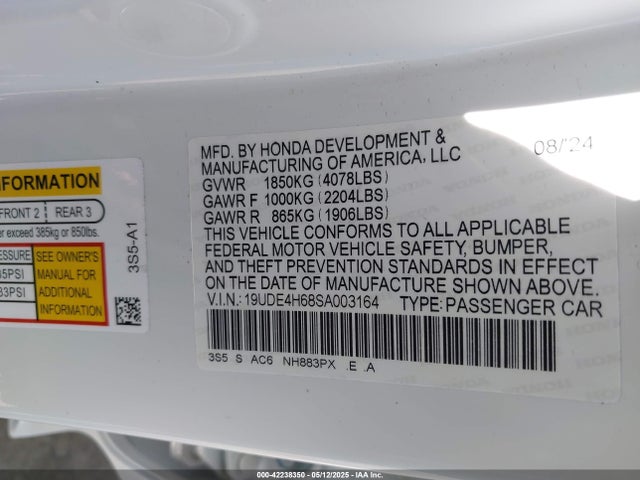 NFORMATION
FRONT 2 REAR 3
er exceed 385kg or 850lbs.
SSURE
5PSI
3PSI
SEE OWNER'S
MANUAL FOR
ADDITIONAL
INFORMATION
3S5-A1
MFD. BY HONDA DEVELOPMENT &
MANUFACTURING OF AMERICA, LLC
08/'24
GVWR 1850KG (4078LBS)
GAWR F 1000KG (2204LBS)
GAWR R 865KG (1906LBS)
THIS VEHICLE CONFORMS TO ALL APPLICABLE
FEDERAL MOTOR VEHICLE SAFETY, BUMPER,
AND THEFT PREVENTION STANDARDS IN EFFECT
ON THE DATE OF MANUFACTURE SHOWN ABOVE.
V.I.N.: 19UDE4H68SA003164 TYPE: PASSENGER CAR
3S5 S AC6 NH883PX .E .A
000-42238350 - 05/12/2025 - IAA Inc.